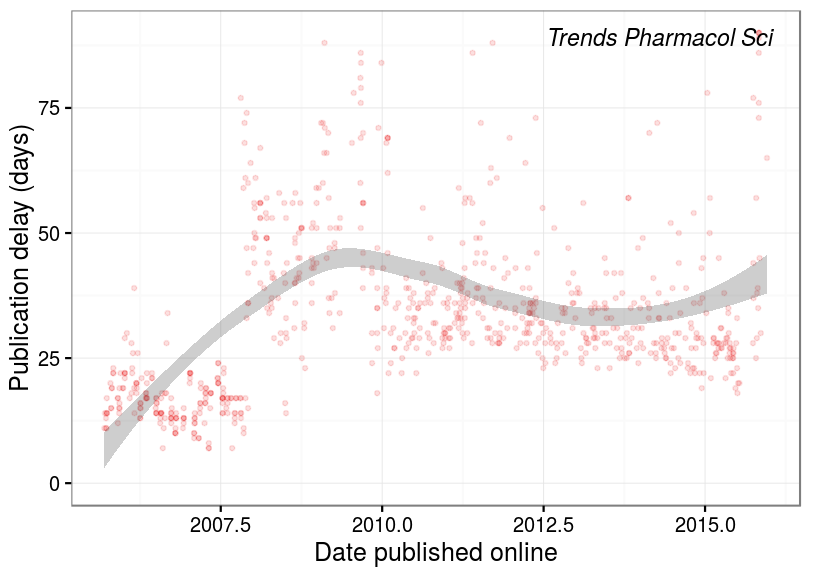 Trends Pharmacol Sci
Publication delay (days)
75
50
25
0
2007.5
2010.0
2012.5
2015.0
Date published online